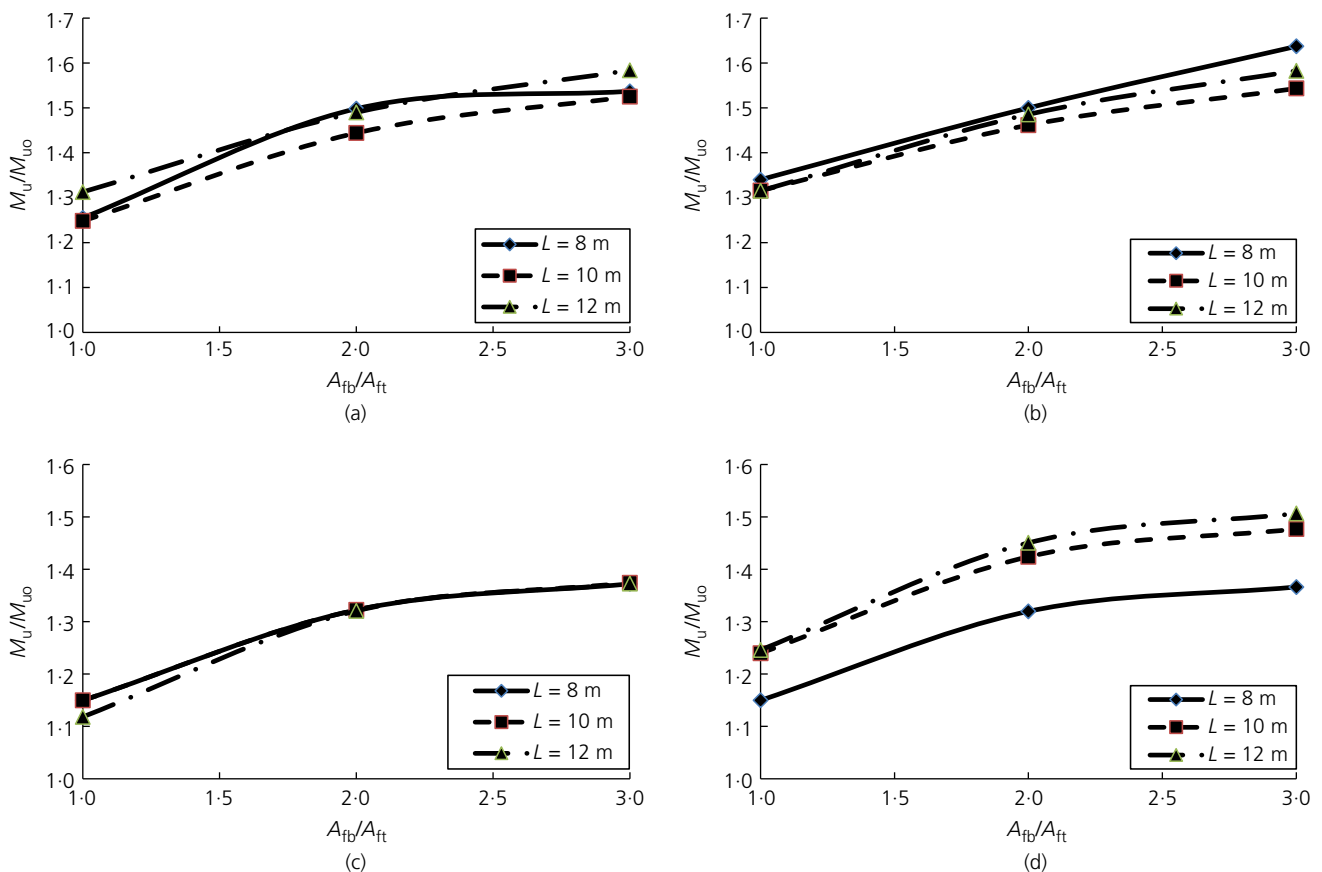 1·7
1·6
1·5
1·4
1·3
1·2
1·1
1·0
Mu/Muo
1·0 1·5 2·0 2·5 3·0
Afb/Aft
(a)
L = 8 m
L = 10 m
L = 12 m
1·7
1·6
1·5
1·4
1·3
1·2
1·1
1·0
Mu/Muo
1·0 1·5 2·0 2·5 3·0
Afb/Aft
(b)
L = 8 m
L = 10 m
L = 12 m
1·6
1·5
1·4
1·3
1·2
1·1
1·0
Mu/Muo
1·0 1·5 2·0 2·5 3·0
Afb/Aft
(c)
L = 8 m
L = 10 m
L = 12 m
1·6
1·5
1·4
1·3
1·2
1·1
1·0
Mu/Muo
1·0 1·5 2·0 2·5 3·0
Afb/Aft
(d)
L = 8 m
L = 10 m
L = 12 m